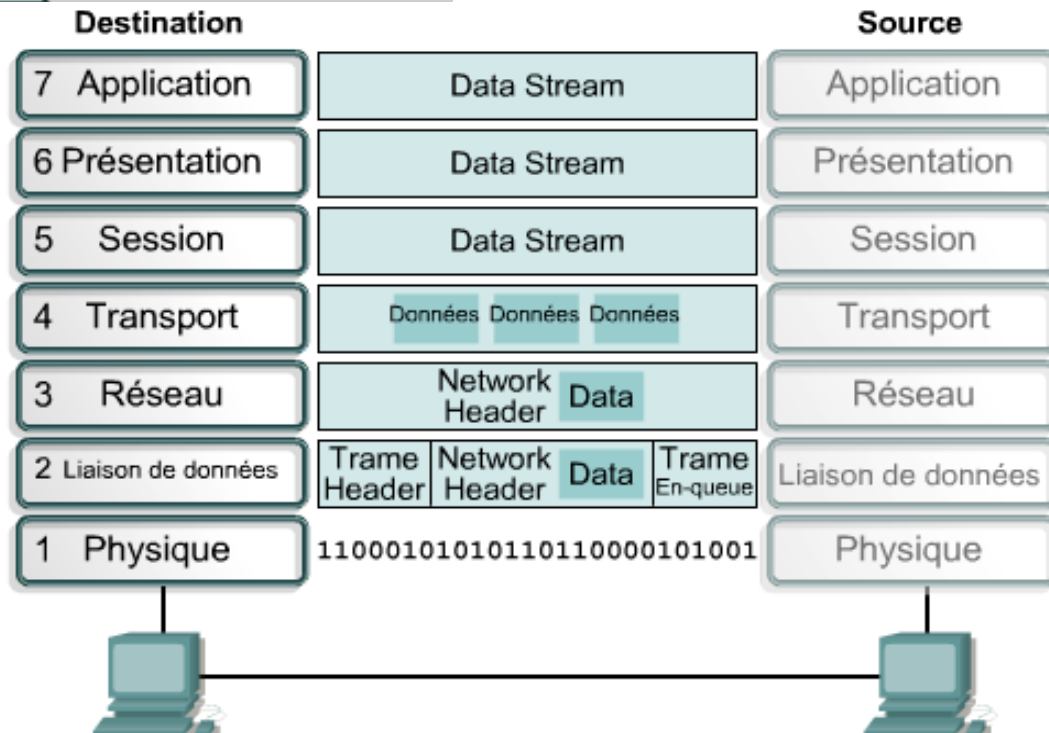 Destination Source
7 Application Data Stream Application
6 Présentation Data Stream Présentation
5 Session Data Stream Session
4 Transport Données Données Données Transport
3 Réseau Network Header Data Réseau
2 Liaison de données Trame Header Network Header Data Trame En-queue Liaison de données
1 Physique 1100010101011011000010100​1 Physique